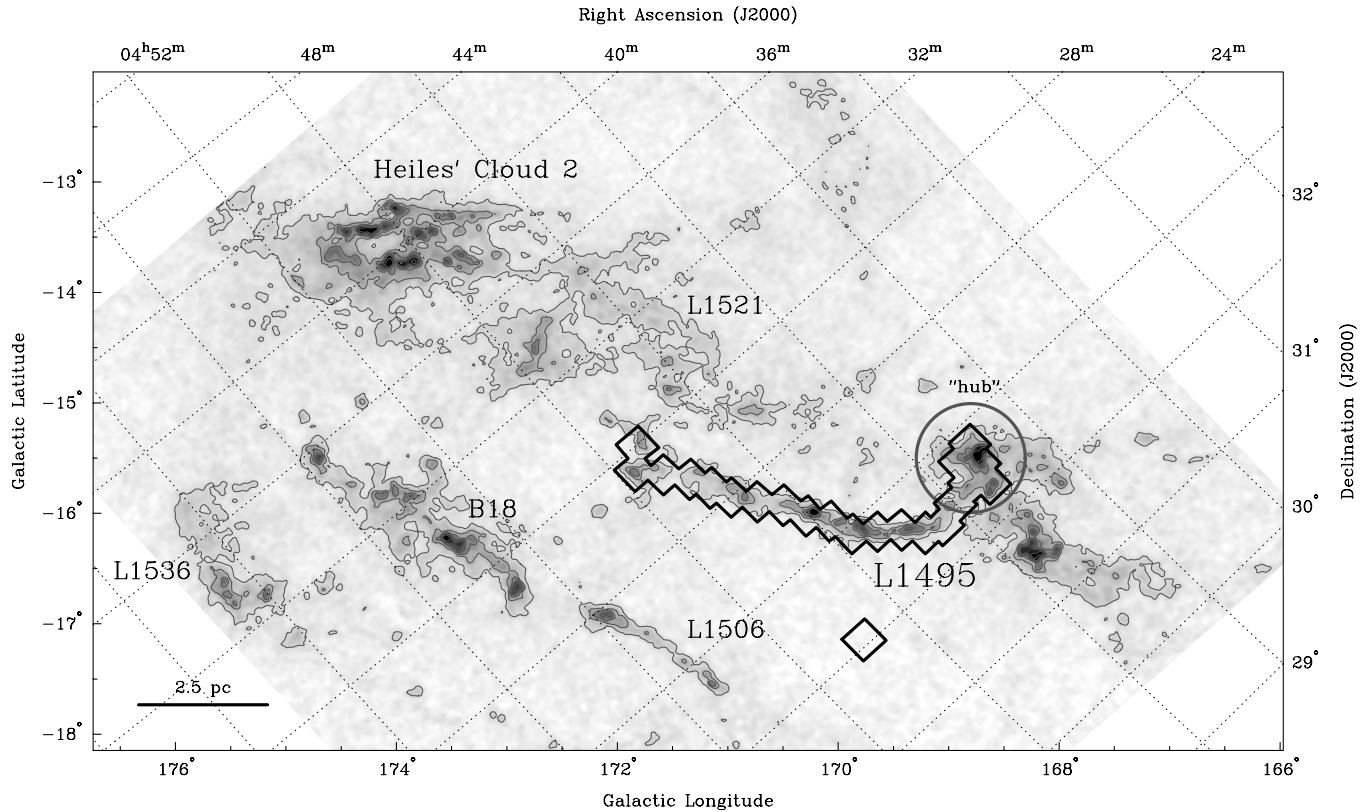 Right Ascension (J2000)
04ʰ52ᵐ 48ᵐ 44ᵐ 40ᵐ 36ᵐ 32ᵐ 28ᵐ 24ᵐ
Heiles' Cloud 2
−13°
32°
−14°
L1521
31°
"hub"
−15°
B18
30°
−16°
L1536
L1495
−17°
L1506
29°
2.5 pc
−18°
176° 174° 172° 170° 168° 166°
Galactic Longitude
Galactic Latitude
Declination (J2000)